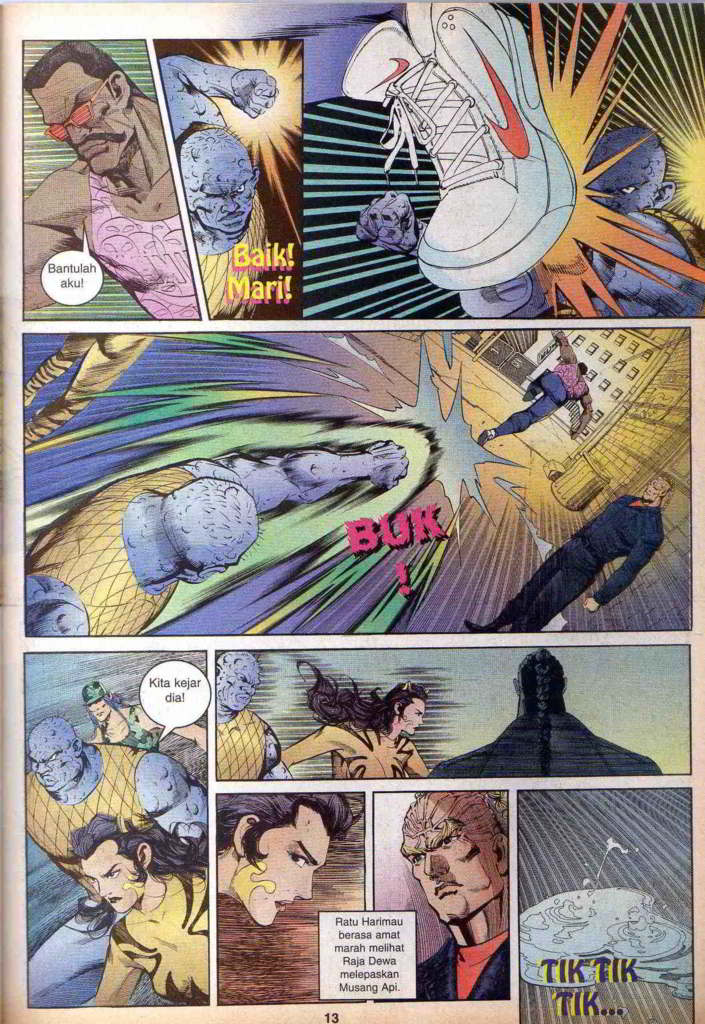 Bantulah
aku!
Baik!
Mari!
BUK
!
Kita kejar
dia!
Ratu Harimau
berasa amat
marah melihat
Raja Dewa
melepaskan
Musang Api.
TIK TIK
TIK...
13